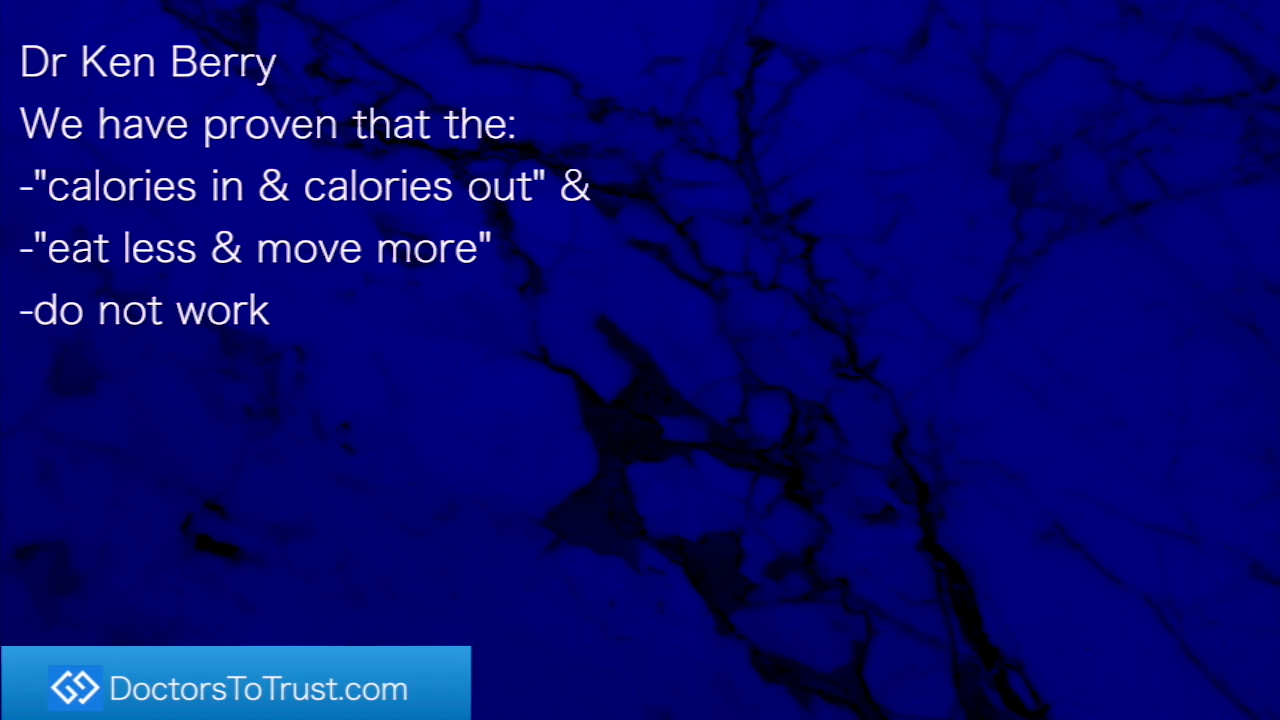 Dr Ken Berry
We have proven that the:
-"calories in & calories out" &
-"eat less & move more"
-do not work
DoctorsToTrust.com